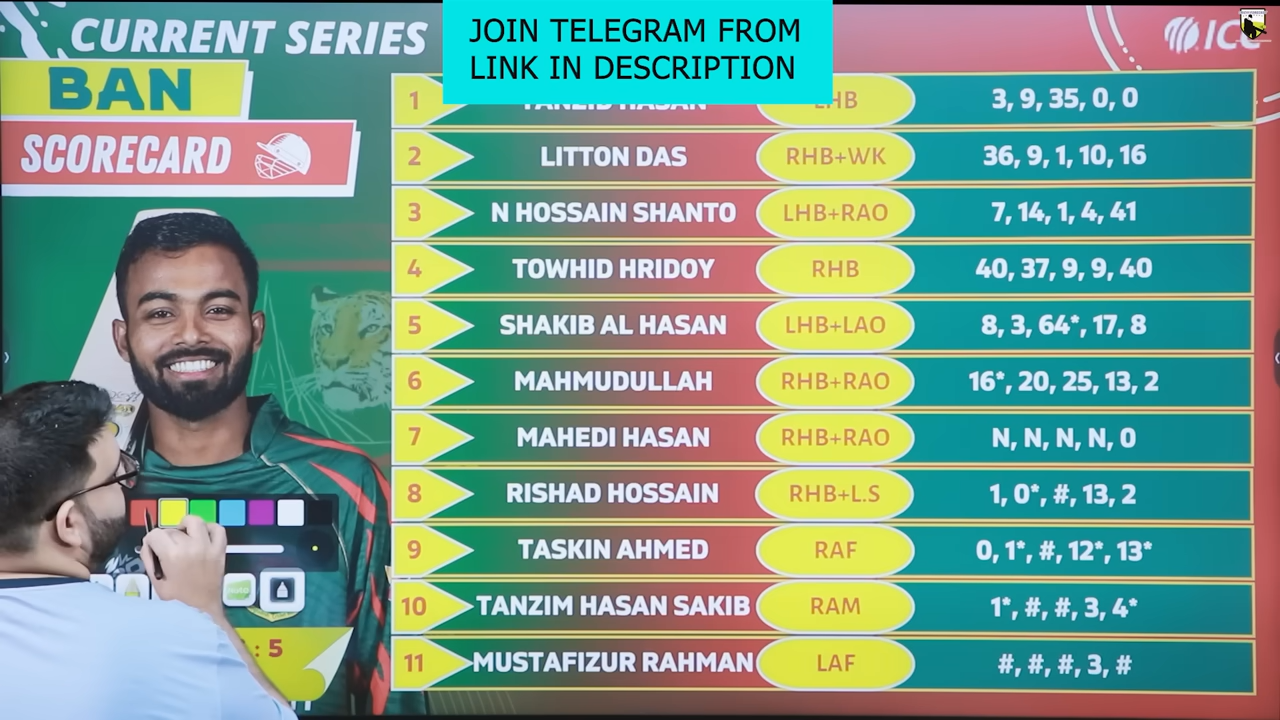 CURRENT SERIES
BAN
SCORECARD
JOIN TELEGRAM FROM
LINK IN DESCRIPTION
ICC
1 TANZID HASAN LHB 3, 9, 35, 0, 0
2 LITTON DAS RHB+WK 36, 9, 1, 10, 16
3 N HOSSAIN SHANTO LHB+RAO 7, 14, 1, 4, 41
4 TOWHID HRIDOY RHB 40, 37, 9, 9, 40
5 SHAKIB AL HASAN LHB+LAO 8, 3, 64*, 17, 8
6 MAHMUDULLAH RHB+RAO 16*, 20, 25, 13, 2
7 MAHEDI HASAN RHB+RAO N, N, N, N, 0
8 RISHAD HOSSAIN RHB+L.S 1, 0*, #, 13, 2
9 TASKIN AHMED RAF 0, 1*, #, 12*, 13*
10 TANZIM HASAN SAKIB RAM 1*, #, #, 3, 4*
11 MUSTAFIZUR RAHMAN LAF #, #, #, 3, #
: 5